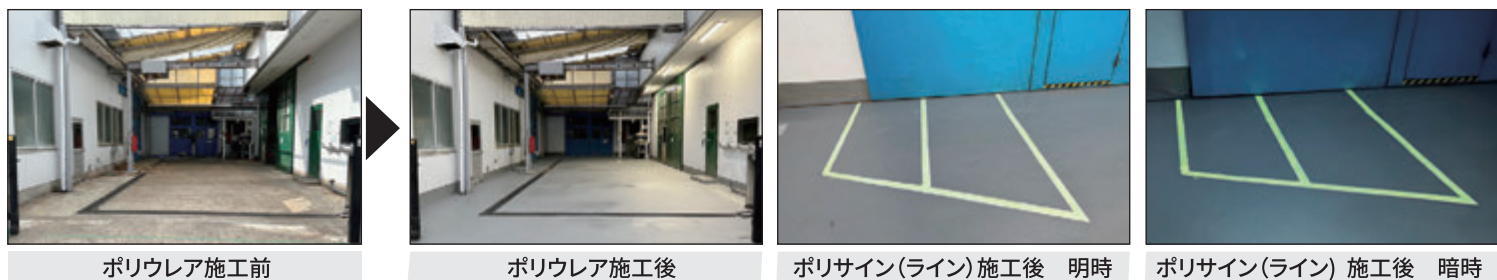 ポリウレア施工前
ポリウレア施工後
ポリサイン（ライン）施工後　明時
ポリサイン（ライン）施工後　暗時